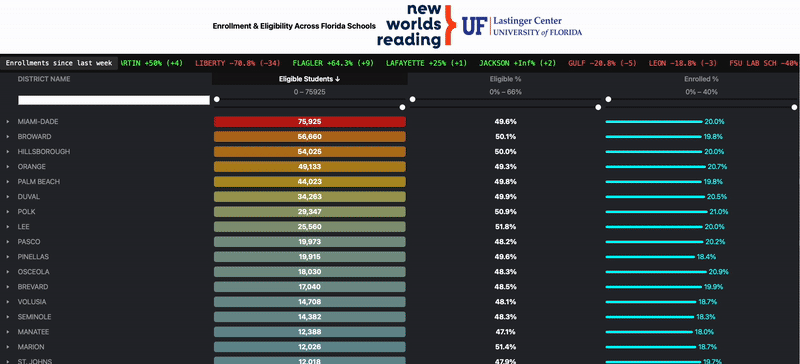 Enrollment & Eligibility Across Florida Schools
new
worlds
reading
UF
Lastinger Center
UNIVERSITY of FLORIDA
Enrollments since last week
ARTIN +50% (+4) LIBERTY -70.8% (-34) FLAGLER +64.3% (+9) LAFAYETTE +25% (+1) JACKSON +Inf% (+2) GULF -20.8% (-5) LEON -18.8% (-3) FSU LAB SCH -40%
DISTRICT NAME Eligible Students ↓ Eligible % Enrolled %
0 – 75925 0% – 66% 0% – 40%
MIAMI-DADE 75,925 49.6% 20.0%
BROWARD 56,660 50.1% 19.8%
HILLSBOROUGH 54,025 50.0% 20.0%
ORANGE 49,133 49.3% 20.7%
PALM BEACH 44,023 49.8% 19.8%
DUVAL 34,263 49.9% 20.5%
POLK 29,347 50.9% 21.0%
LEE 25,560 51.8% 20.0%
PASCO 19,973 48.2% 20.2%
PINELLAS 19,915 49.6% 18.4%
OSCEOLA 18,030 48.3% 20.9%
BREVARD 17,040 48.5% 19.9%
VOLUSIA 14,708 48.1% 18.7%
SEMINOLE 14,382 48.3% 18.3%
MANATEE 12,388 47.1% 18.0%
MARION 12,026 51.4% 18.7%
ST. JOHNS 12,018 47.9% 19.7%